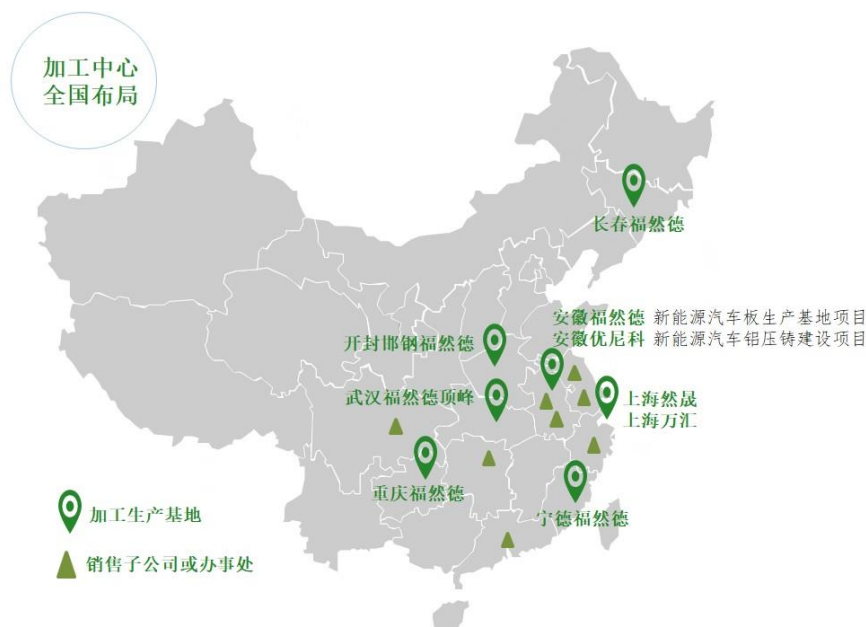 加工中心
全国布局
长春福然德
安徽福然德 新能源汽车板生产基地项目
安徽优尼科 新能源汽车铝压铸建设项目
开封邯钢福然德
武汉福然德顶峰
上海然晟
上海万汇
重庆福然德
宁德福然德
加工生产基地
销售子公司或办事处